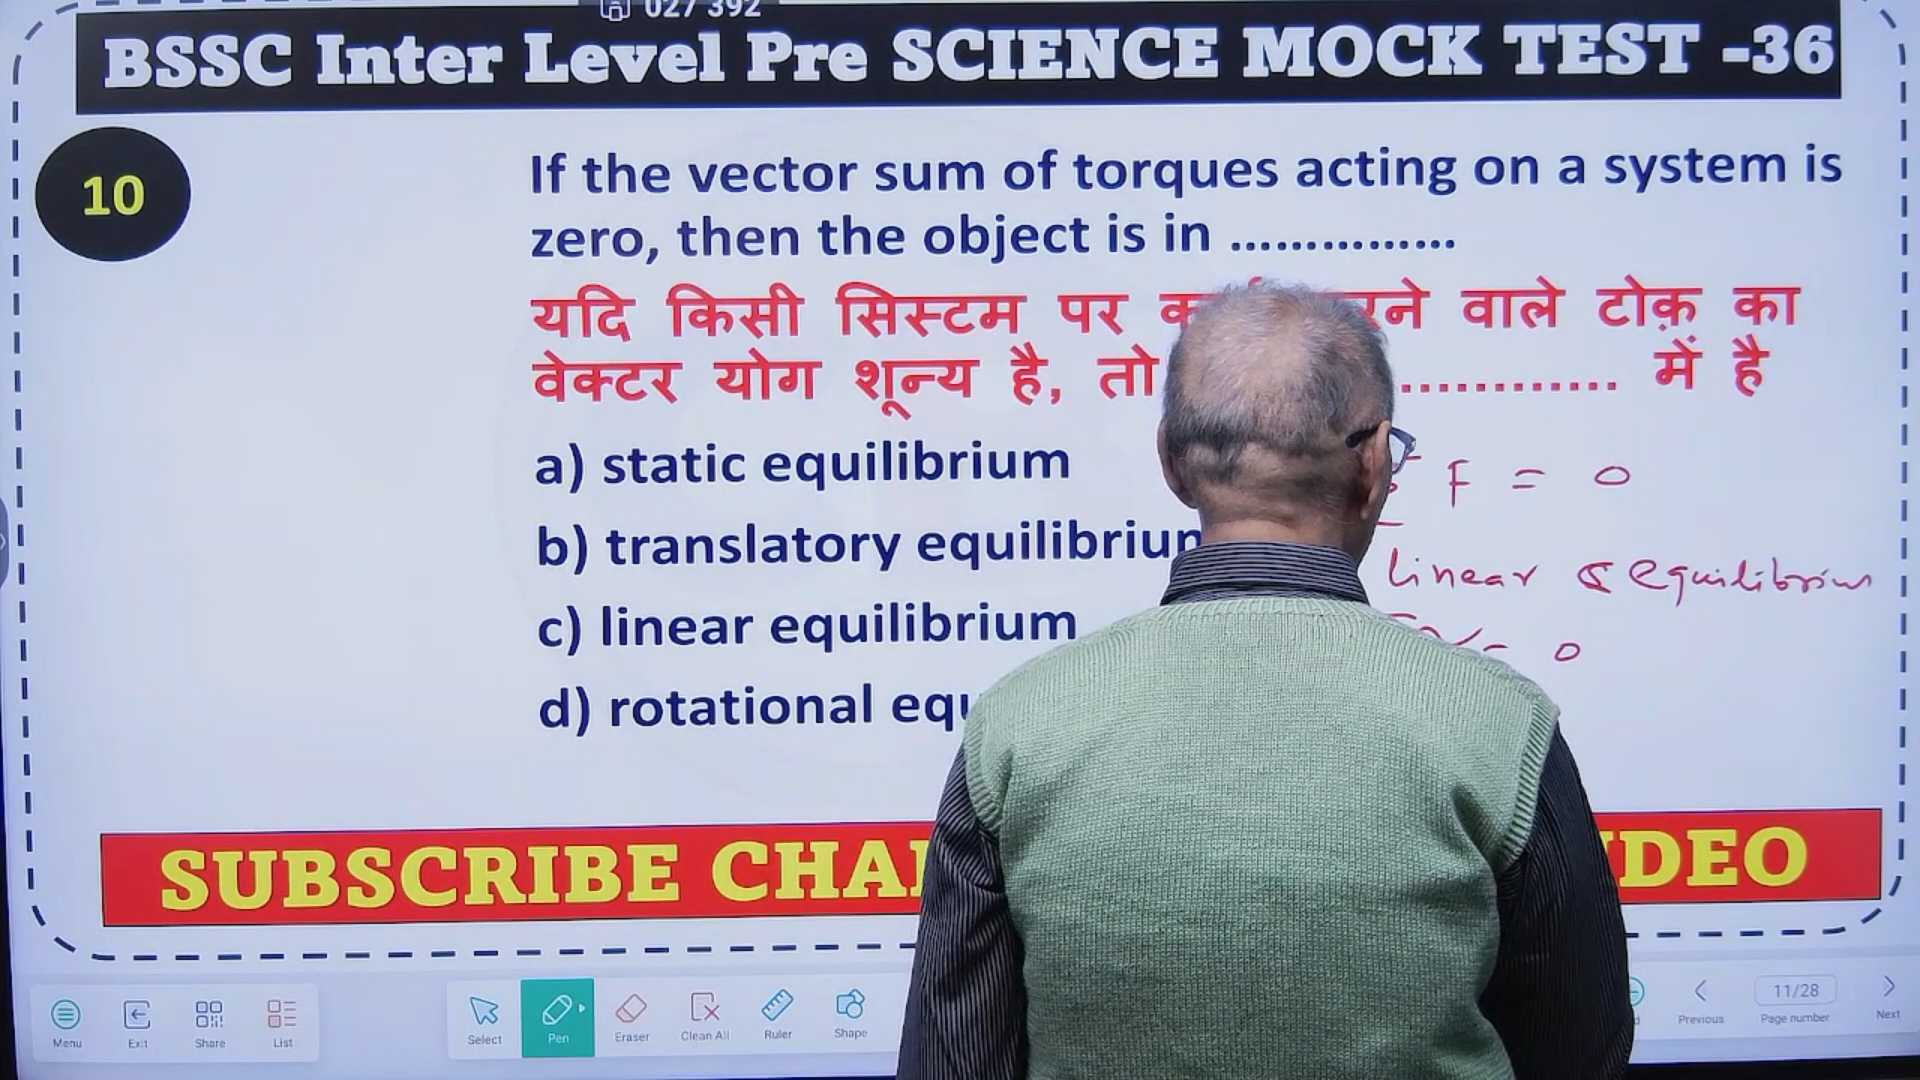 027 392
BSSC Inter Level Pre SCIENCE MOCK TEST -36
10
If the vector sum of torques acting on a system is
zero, then the object is in ...............
यदि किसी सिस्टम पर वाले टोक़ का
वेक्टर योग शून्य है, तो ............ में है
a) static equilibrium
F = 0
b) translatory
linear & equilibrium
c) linear equilibrium
= 0
d) rotational
SUBSCRIBE
Menu
Exit
Share
List
Select
Pen
Eraser
Clean All
Ruler
Shape
Previous
11/28
Page number
Next